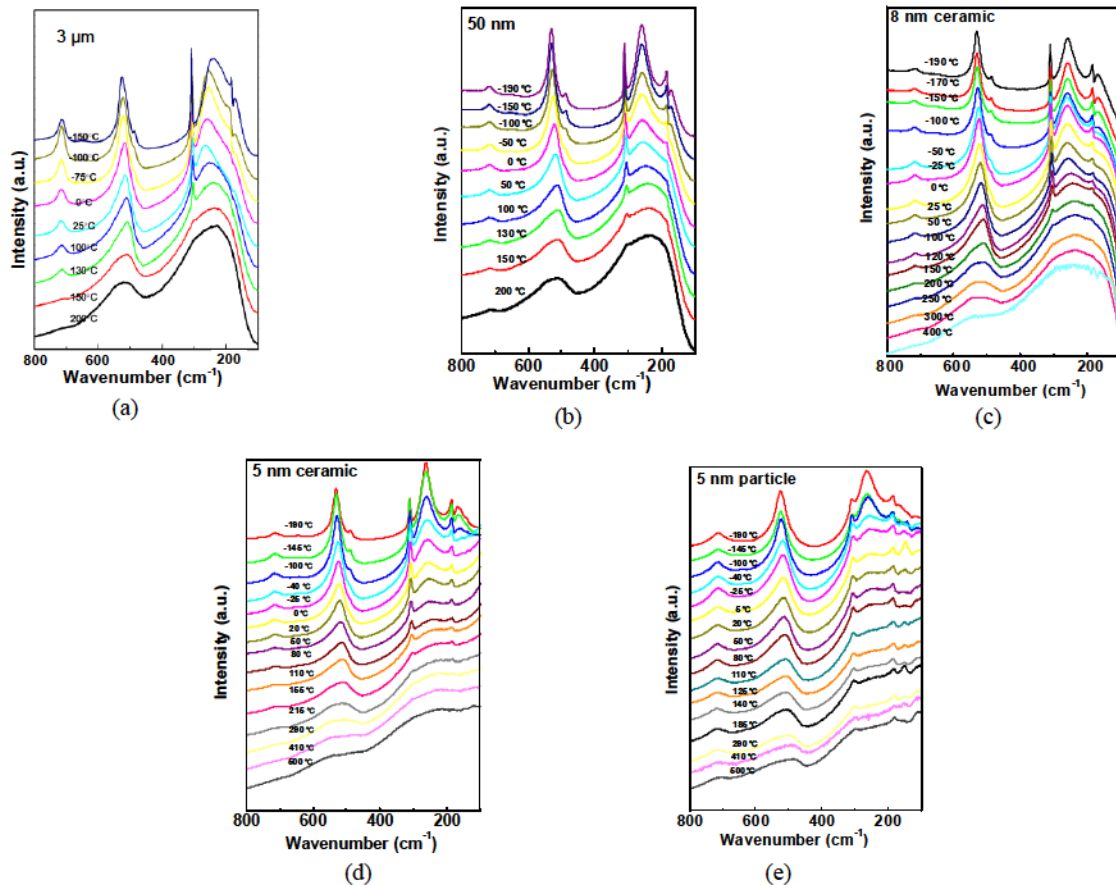 3 μm
-150°C
-100°C
-75°C
0°C
25°C
100°C
130°C
150°C
200°C
Intensity (a.u.)
800 600 400 200
Wavenumber (cm⁻¹)
(a)
50 nm
-190 °C
-150 °C
-100 °C
-50 °C
0 °C
50 °C
100 °C
130 °C
150 °C
200 °C
Intensity (a.u.)
800 600 400 200
Wavenumber (cm⁻¹)
(b)
8 nm ceramic
-190 °C
-170 °C
-150 °C
-100 °C
-50 °C
-25 °C
0 °C
25 °C
50 °C
100 °C
120 °C
150 °C
200 °C
250 °C
300 °C
400 °C
Intensity (a.u.)
800 600 400 200
Wavenumber (cm⁻¹)
(c)
5 nm ceramic
-190 °C
-145 °C
-100 °C
-40 °C
-25 °C
0 °C
20 °C
50 °C
80 °C
110 °C
155 °C
215 °C
290 °C
410 °C
500 °C
Intensity (a.u.)
800 600 400 200
Wavenumber (cm⁻¹)
(d)
5 nm particle
-190 °C
-145 °C
-100 °C
-40 °C
-25 °C
5 °C
20 °C
50 °C
80 °C
110 °C
125 °C
140 °C
185 °C
290 °C
410 °C
500 °C
Intensity (a.u.)
800 600 400 200
Wavenumber (cm⁻¹)
(e)